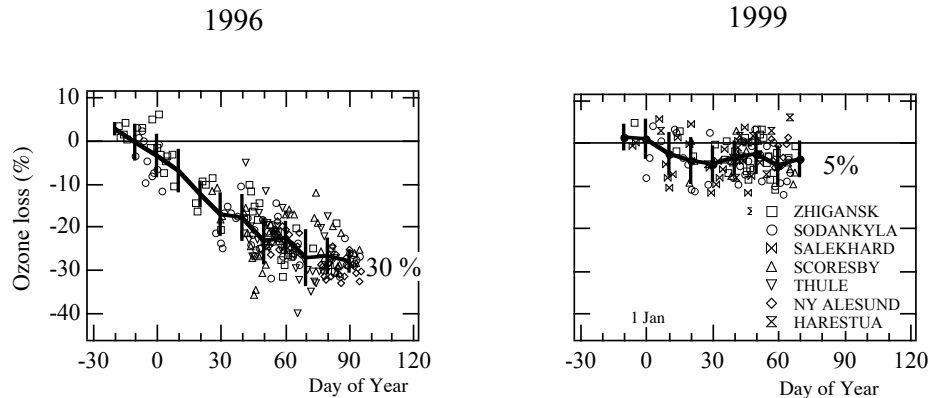 1996
1999
Ozone loss (%)
10
0
-10
-20
-30
-40
30 %
-30 0 30 60 90 120
Day of Year
5%
ZHIGANSK
SODANKYLA
SALEKHARD
SCORESBY
THULE
NY ALESUND
HARESTUA
1 Jan
-30 0 30 60 90 120
Day of Year